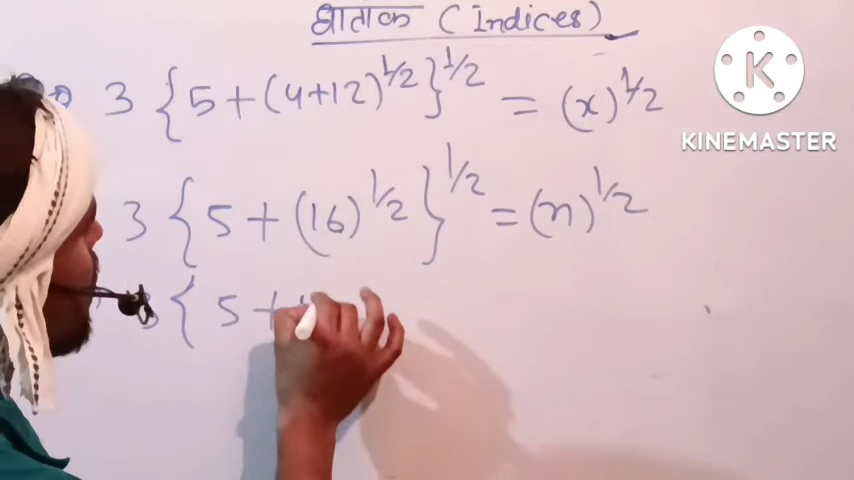 घातांक (Indices)
3 {5+(4+12)^1/2}^1/2 = (x)^1/2
KINEMASTER
3 {5+(16)^1/2}^1/2 = (n)^1/2
3 { 5+